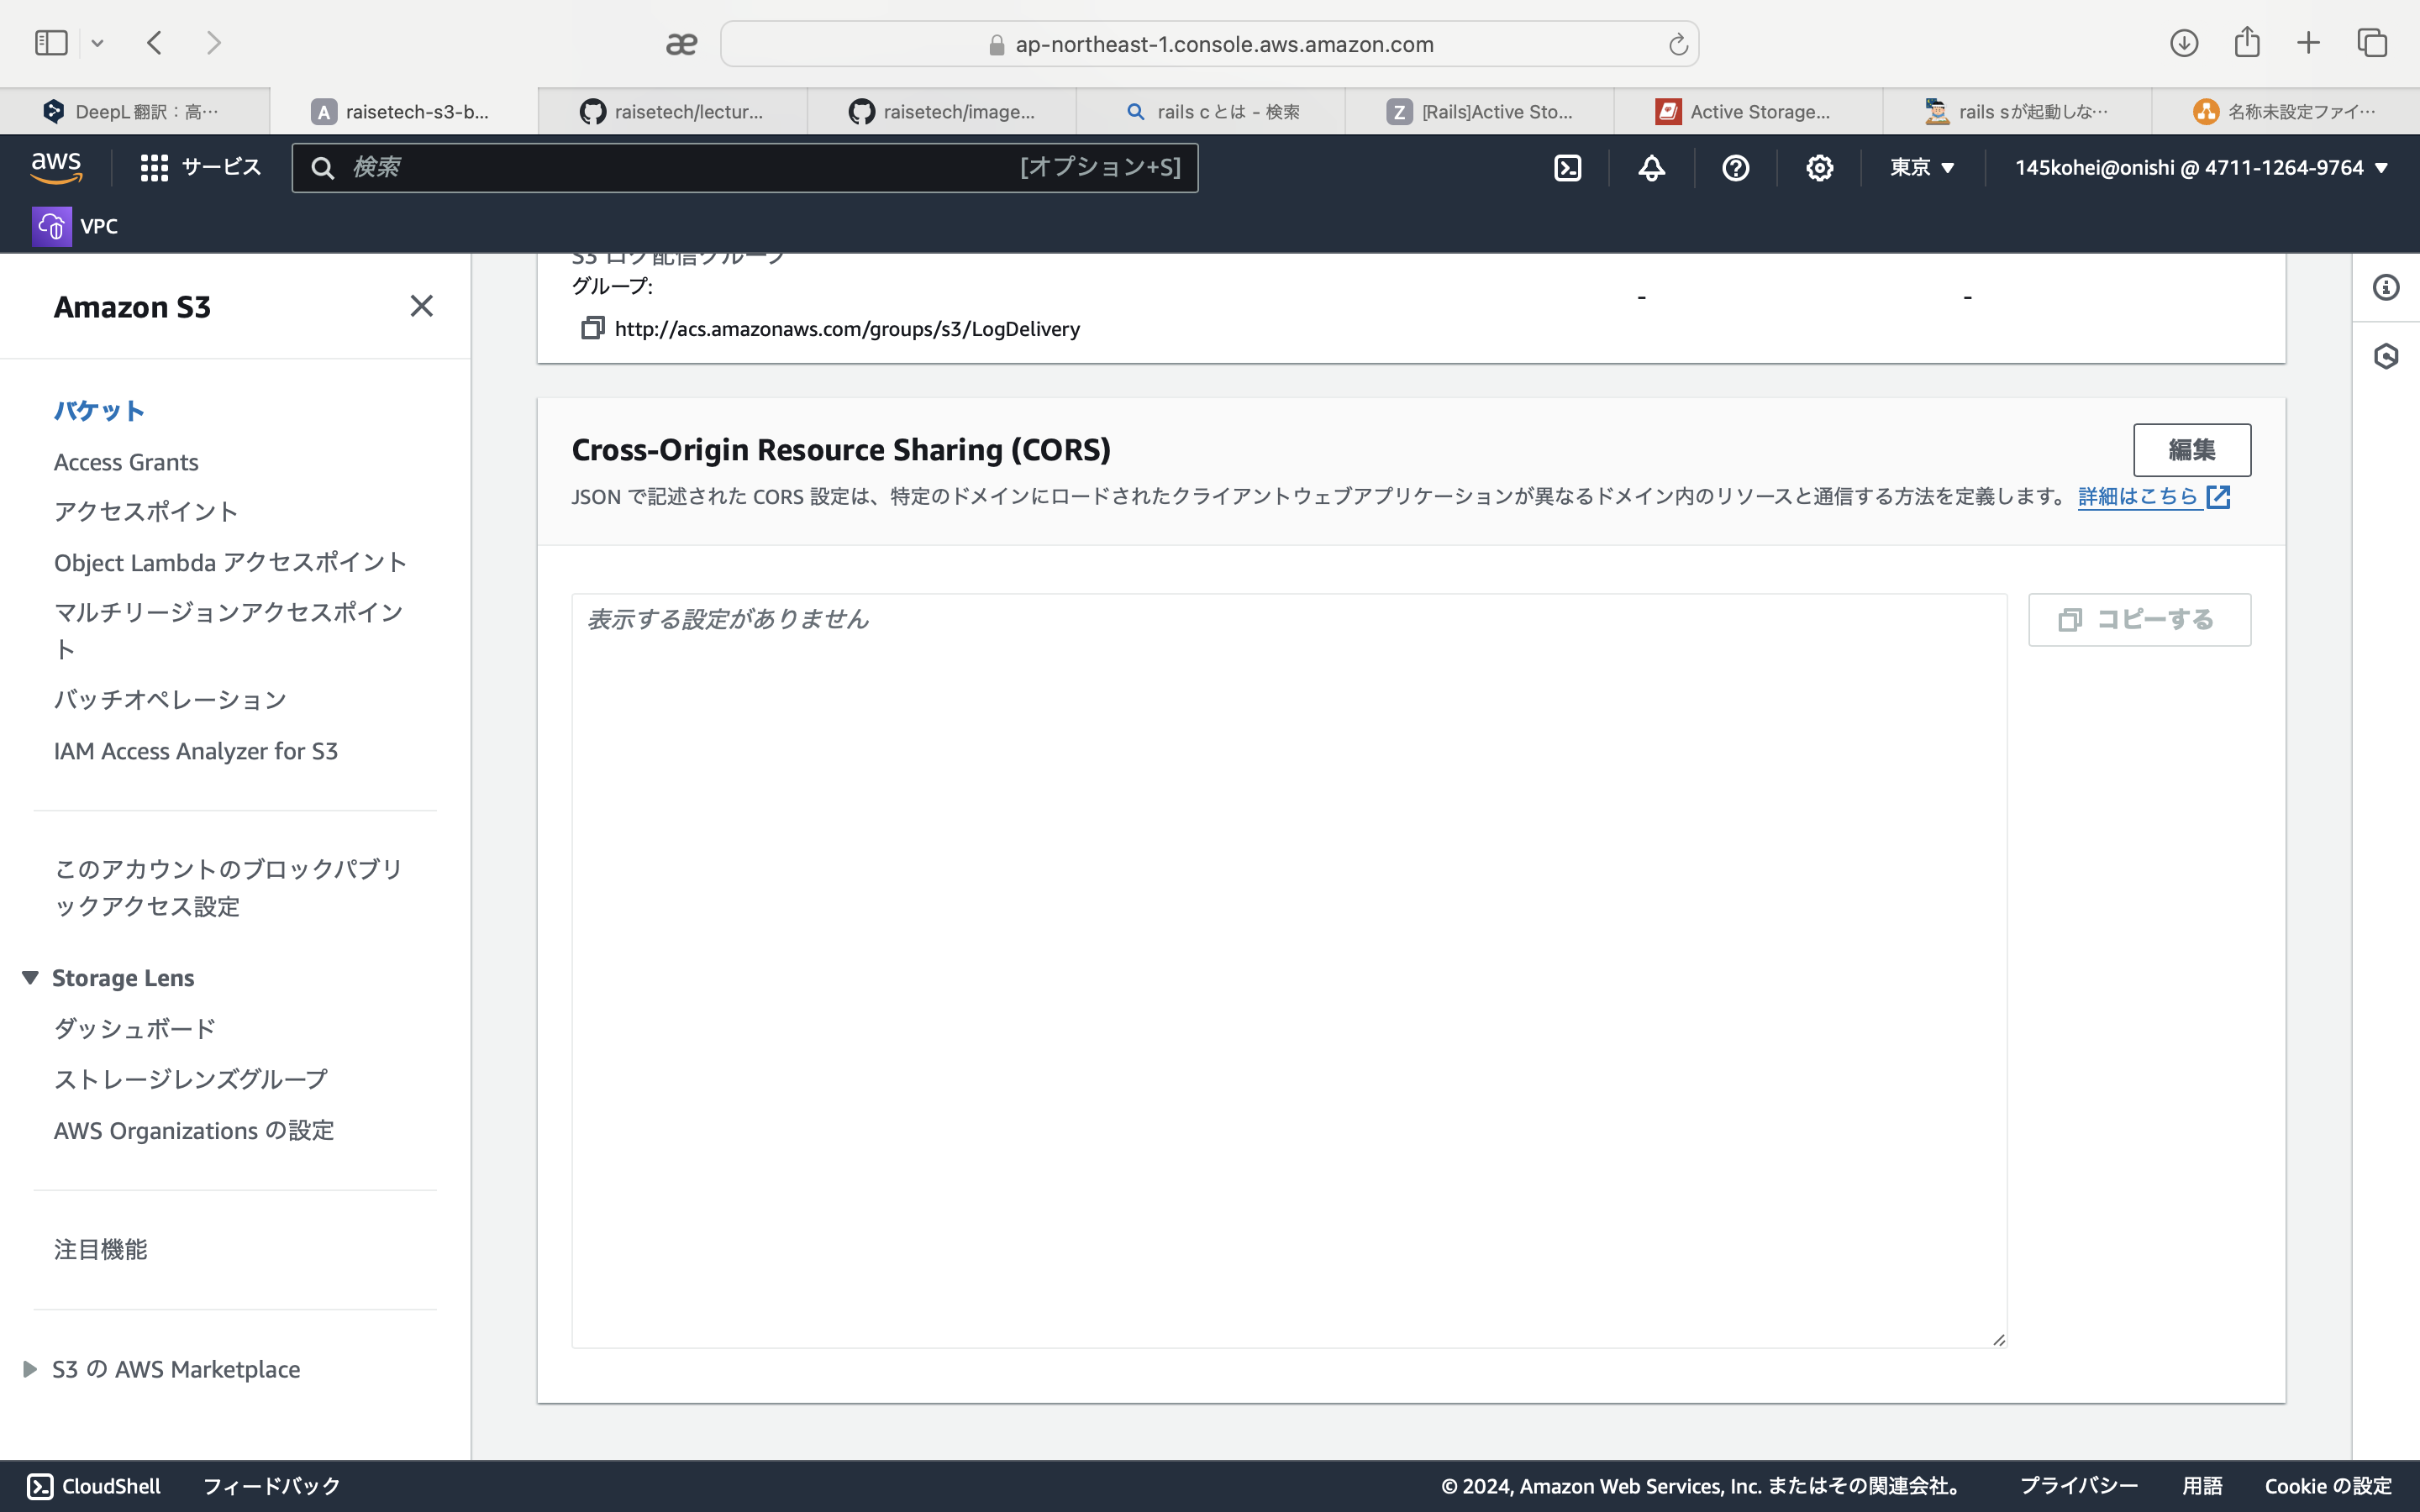 ap-northeast-1.console.aws.amazon.com
DeepL 翻訳：高…
A raisetech-s3-b...
raisetech/lectur...
raisetech/image...
rails c とは - 検索
Z [Rails]Active Sto...
Active Storage...
rails sが起動しな…
名称未設定ファイ…
aws
サービス
検索
[オプション+S]
東京
145kohei@onishi @ 4711-1264-9764
VPC
Amazon S3
バケット
Access Grants
アクセスポイント
Object Lambda アクセスポイント
マルチリージョンアクセスポイン
ト
バッチオペレーション
IAM Access Analyzer for S3
このアカウントのブロックパブリ
ックアクセス設定
Storage Lens
ダッシュボード
ストレージレンズグループ
AWS Organizations の設定
注目機能
S3 の AWS Marketplace
S3 ログ配信グループ
グループ:
http://acs.amazonaws.com/groups/s3/LogDelivery
-
-
Cross-Origin Resource Sharing (CORS)
編集
JSON で記述された CORS 設定は、特定のドメインにロードされたクライアントウェブアプリケーションが異なるドメイン内のリソースと通信する方法を定義します。 詳細はこちら
表示する設定がありません
コピーする
CloudShell
フィードバック
© 2024, Amazon Web Services, Inc. またはその関連会社。
プライバシー
用語
Cookie の設定